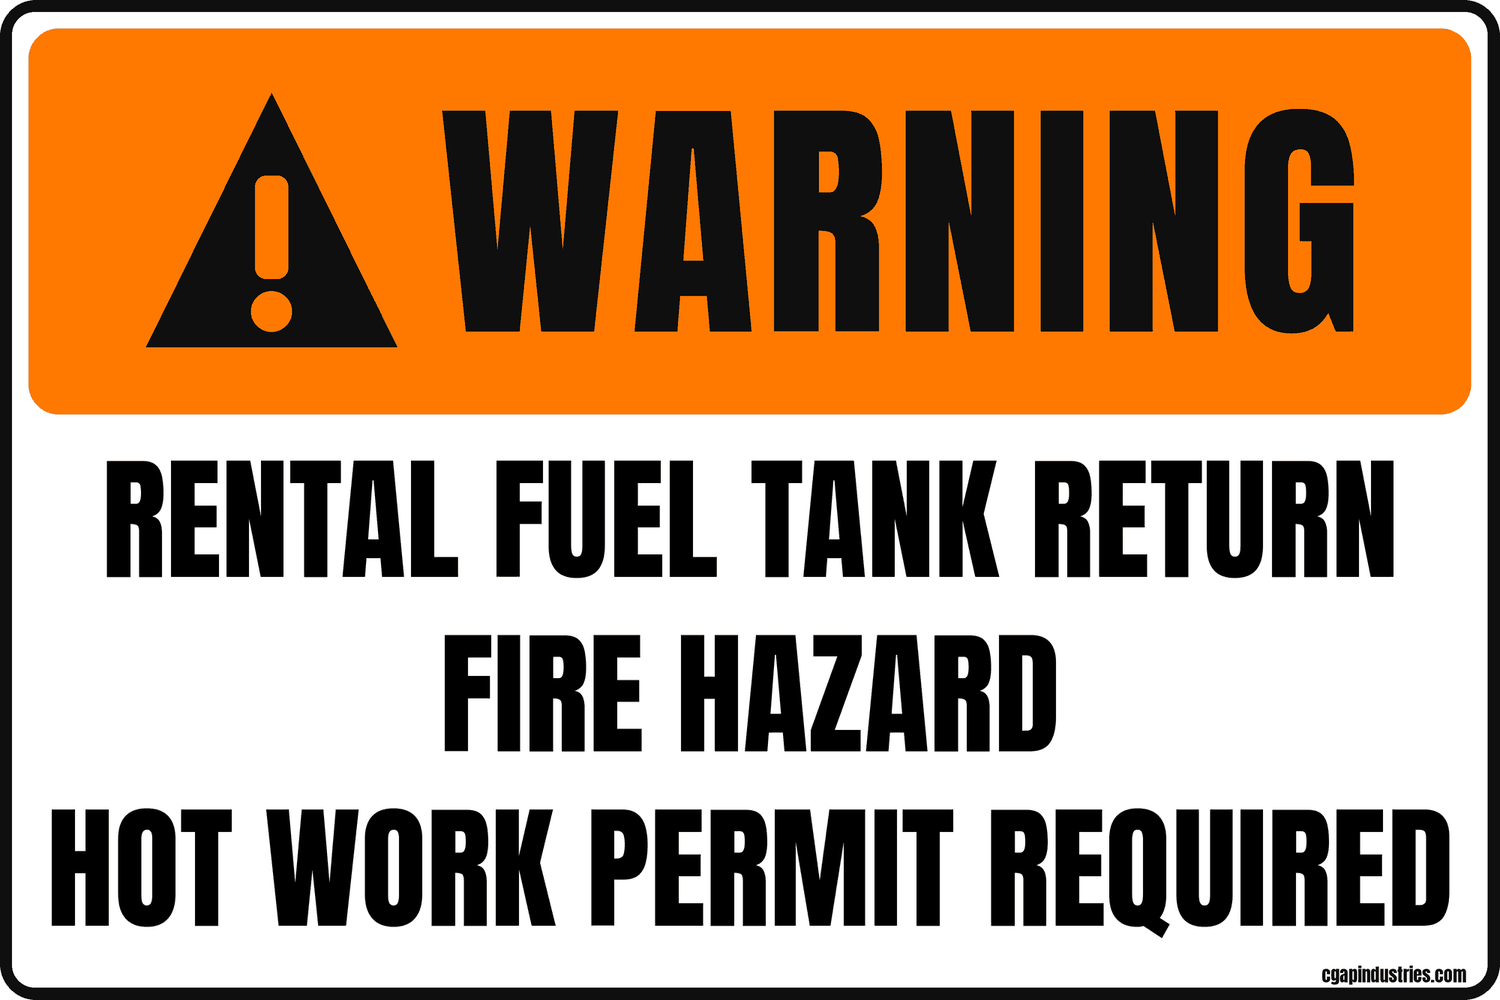 WARNING
RENTAL FUEL TANK RETURN
FIRE HAZARD
HOT WORK PERMIT REQUIRED
cgapindustries.com